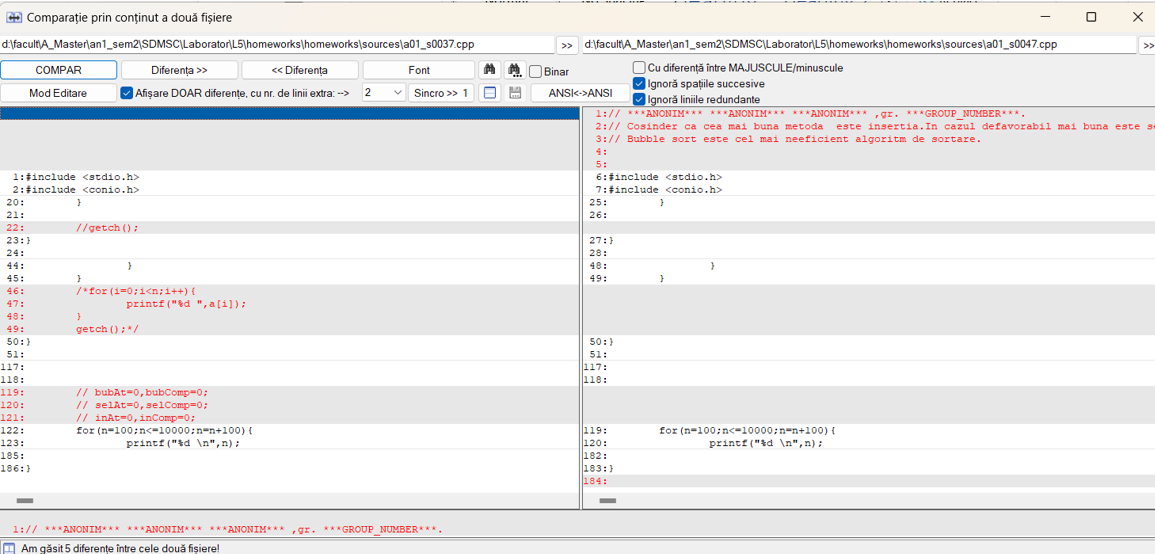 Comparație prin conținut a două fișiere
d:\facult\A_Master\an1_sem2\SDMSC\Laborator\L5\homeworks\homeworks\sources\a01_s0037.cpp >> d:\facult\A_Master\an1_sem2\SDMSC\Laborator\L5\homeworks\homeworks\sources\a01_s0047.cpp >>
COMPAR Diferența >> << Diferența Font Binar Cu diferență între MAJUSCULE/minuscule
Ignoră spațiile succesive
Mod Editare Afișare DOAR diferențe, cu nr. de linii extra: --> 2 Sincro >> 1 ANSI<->ANSI Ignoră liniile redundante
1:#include <stdio.h>
2:#include <conio.h>
20: }
21:
22: //getch();
23:}
24:
44: }
45: }
46: /*for(i=0;i<n;i++){
47: printf("%d ",a[i]);
48: }
49: getch();*/
50:}
51:
117:
118:
119: // bubAt=0,bubComp=0;
120: // selAt=0,selComp=0;
121: // inAt=0,inComp=0;
122: for(n=100;n<=10000;n=n+100){
123: printf("%d \n",n);
185:
186:}
1:// ***ANONIM*** ***ANONIM*** ***ANONIM*** ,gr. ***GROUP_NUMBER***.
2:// Cosinder ca cea mai buna metoda este insertia.In cazul defavorabil mai buna este
3:// Bubble sort este cel mai neeficient algoritm de sortare.
4:
5:
6:#include <stdio.h>
7:#include <conio.h>
25: }
26:
27:}
28:
48: }
49: }
50:}
51:
117:
118:
119: for(n=100;n<=10000;n=n+100){
120: printf("%d \n",n);
182:
183:}
184:
1:// ***ANONIM*** ***ANONIM*** ***ANONIM*** ,gr. ***GROUP_NUMBER***.
Am găsit 5 diferențe între cele două fișiere!